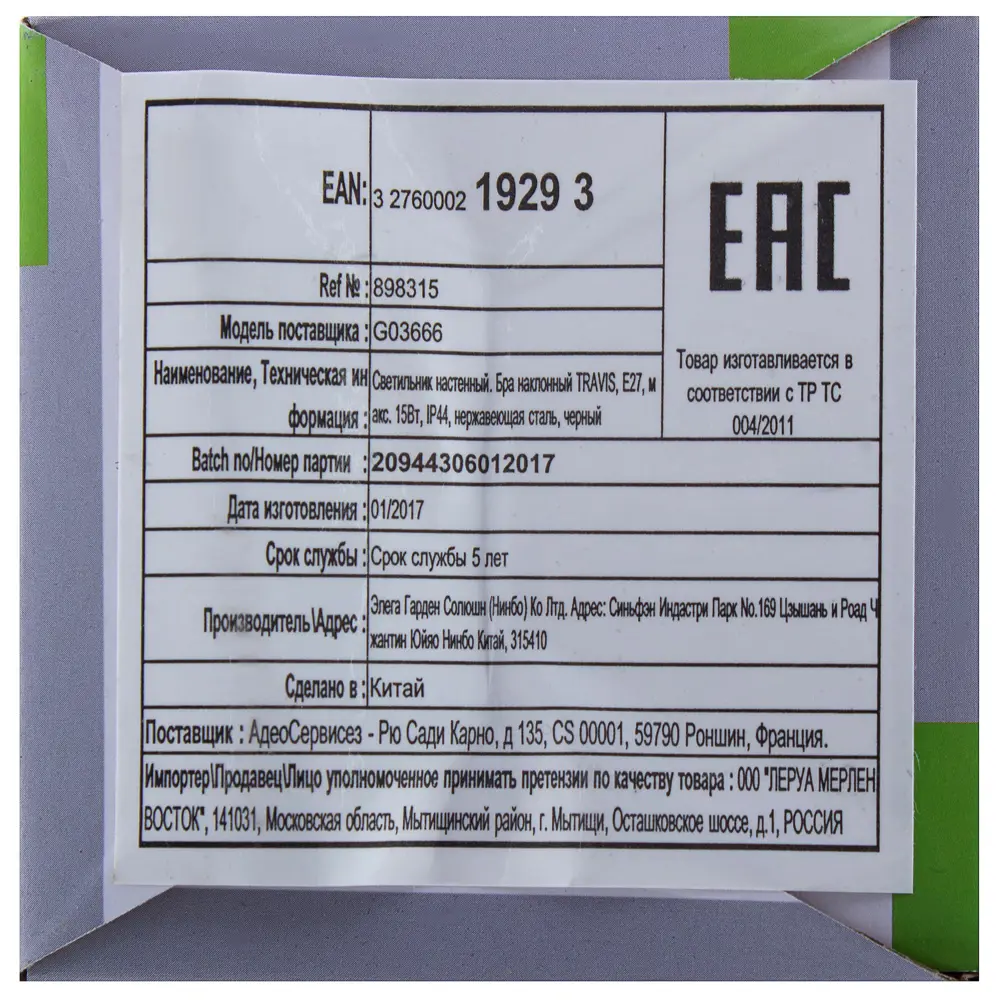 EAN: 3 2760002 1929 3
EAC
Ref № : 898315
Модель поставщика : G03666
Наименование, Техническая ин
формация :
Светильник настенный. Бра наклонный TRAVIS, E27, м
акс. 15Вт, IP44, нержавеющая сталь, черный
Товар изготавливается в
соответствии с ТР ТС
004/2011
Batch no/Номер партии : 20944306012017
Дата изготовления : 01/2017
Срок службы : Срок службы 5 лет
Производитель\Адрес :
Элега Гарден Солюшн (Нинбо) Ко Лтд. Адрес: Синьфэн Индастри Парк No.169 Цзышань и Роад Ч
жантин Юйяо Нинбо Китай, 315410
Сделано в : Китай
Поставщик : АдеоСервисез - Рю Сади Карно, д 135, CS 00001, 59790 Роншин, Франция.
Импортер\Продавец\Лицо уполномоченное принимать претензии по качеству товара : ООО "ЛЕРУА МЕРЛЕН
ВОСТОК", 141031, Московская область, Мытищинский район, г. Мытищи, Осташковское шоссе, д.1, РОССИЯ